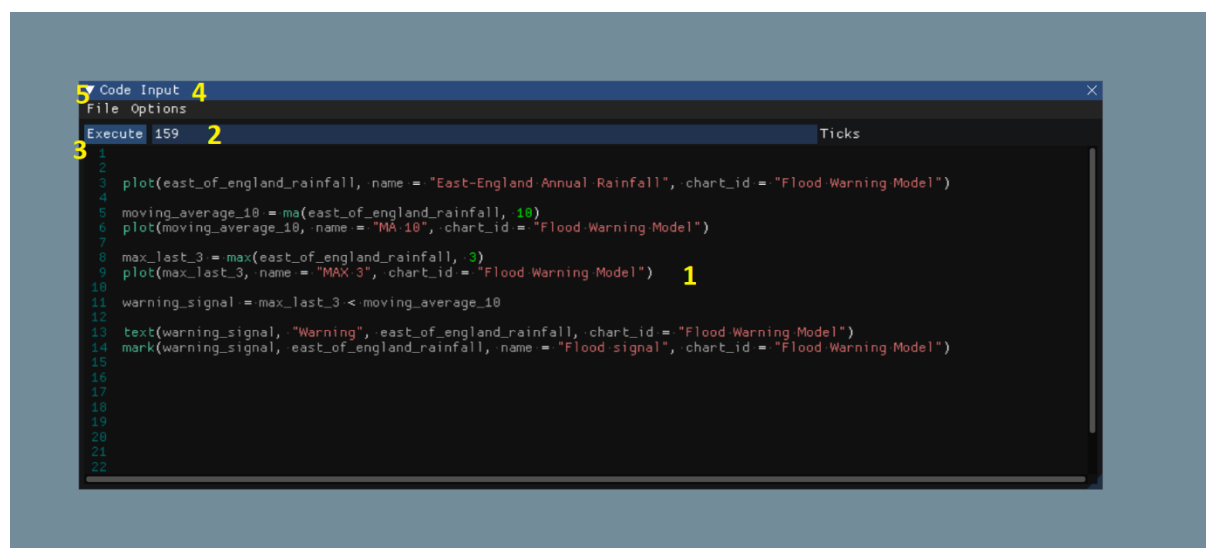 5 ▼ Code Input 4
File Options
Execute 159 2 Ticks
3
1
2
3 plot(east_of_england_rainfall, name = "East-England Annual Rainfall", chart_id = "Flood Warning Model")
4
5 moving_average_10 = ma(east_of_england_rainfall, 10)
6 plot(moving_average_10, name = "MA 10", chart_id = "Flood Warning Model")
7
8 max_last_3 = max(east_of_england_rainfall, 3)
9 plot(max_last_3, name = "MAX 3", chart_id = "Flood Warning Model") 1
10
11 warning_signal = max_last_3 < moving_average_10
12
13 text(warning_signal, "Warning", east_of_england_rainfall, chart_id = "Flood Warning Model")
14 mark(warning_signal, east_of_england_rainfall, name = "Flood signal", chart_id = "Flood Warning Model")
15
16
17
18
19
20
21
22